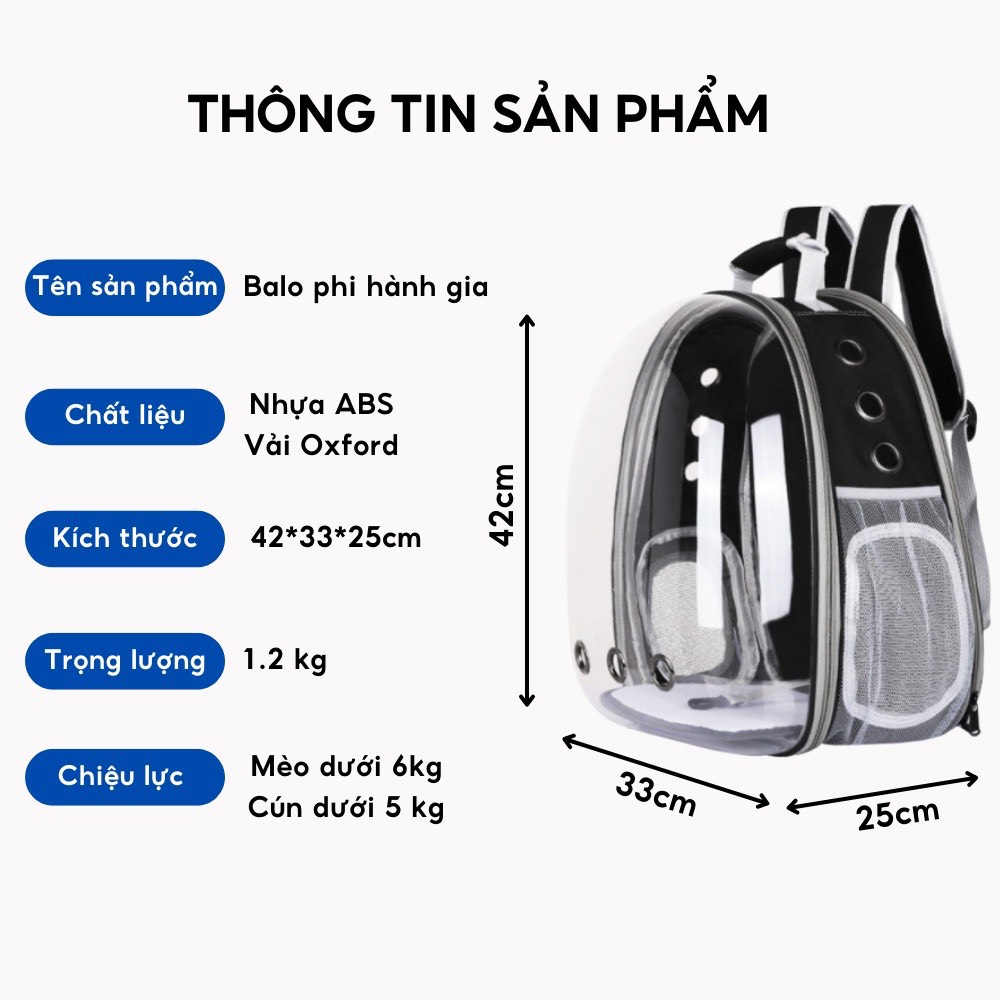 THÔNG TIN SẢN PHẨM
Tên sản phẩm Balo phi hành gia
Chất liệu Nhựa ABS
Vải Oxford
Kích thước 42*33*25cm
Trọng lượng 1.2 kg
Chiệu lực Mèo dưới 6kg
Cún dưới 5 kg
42cm
33cm
25cm